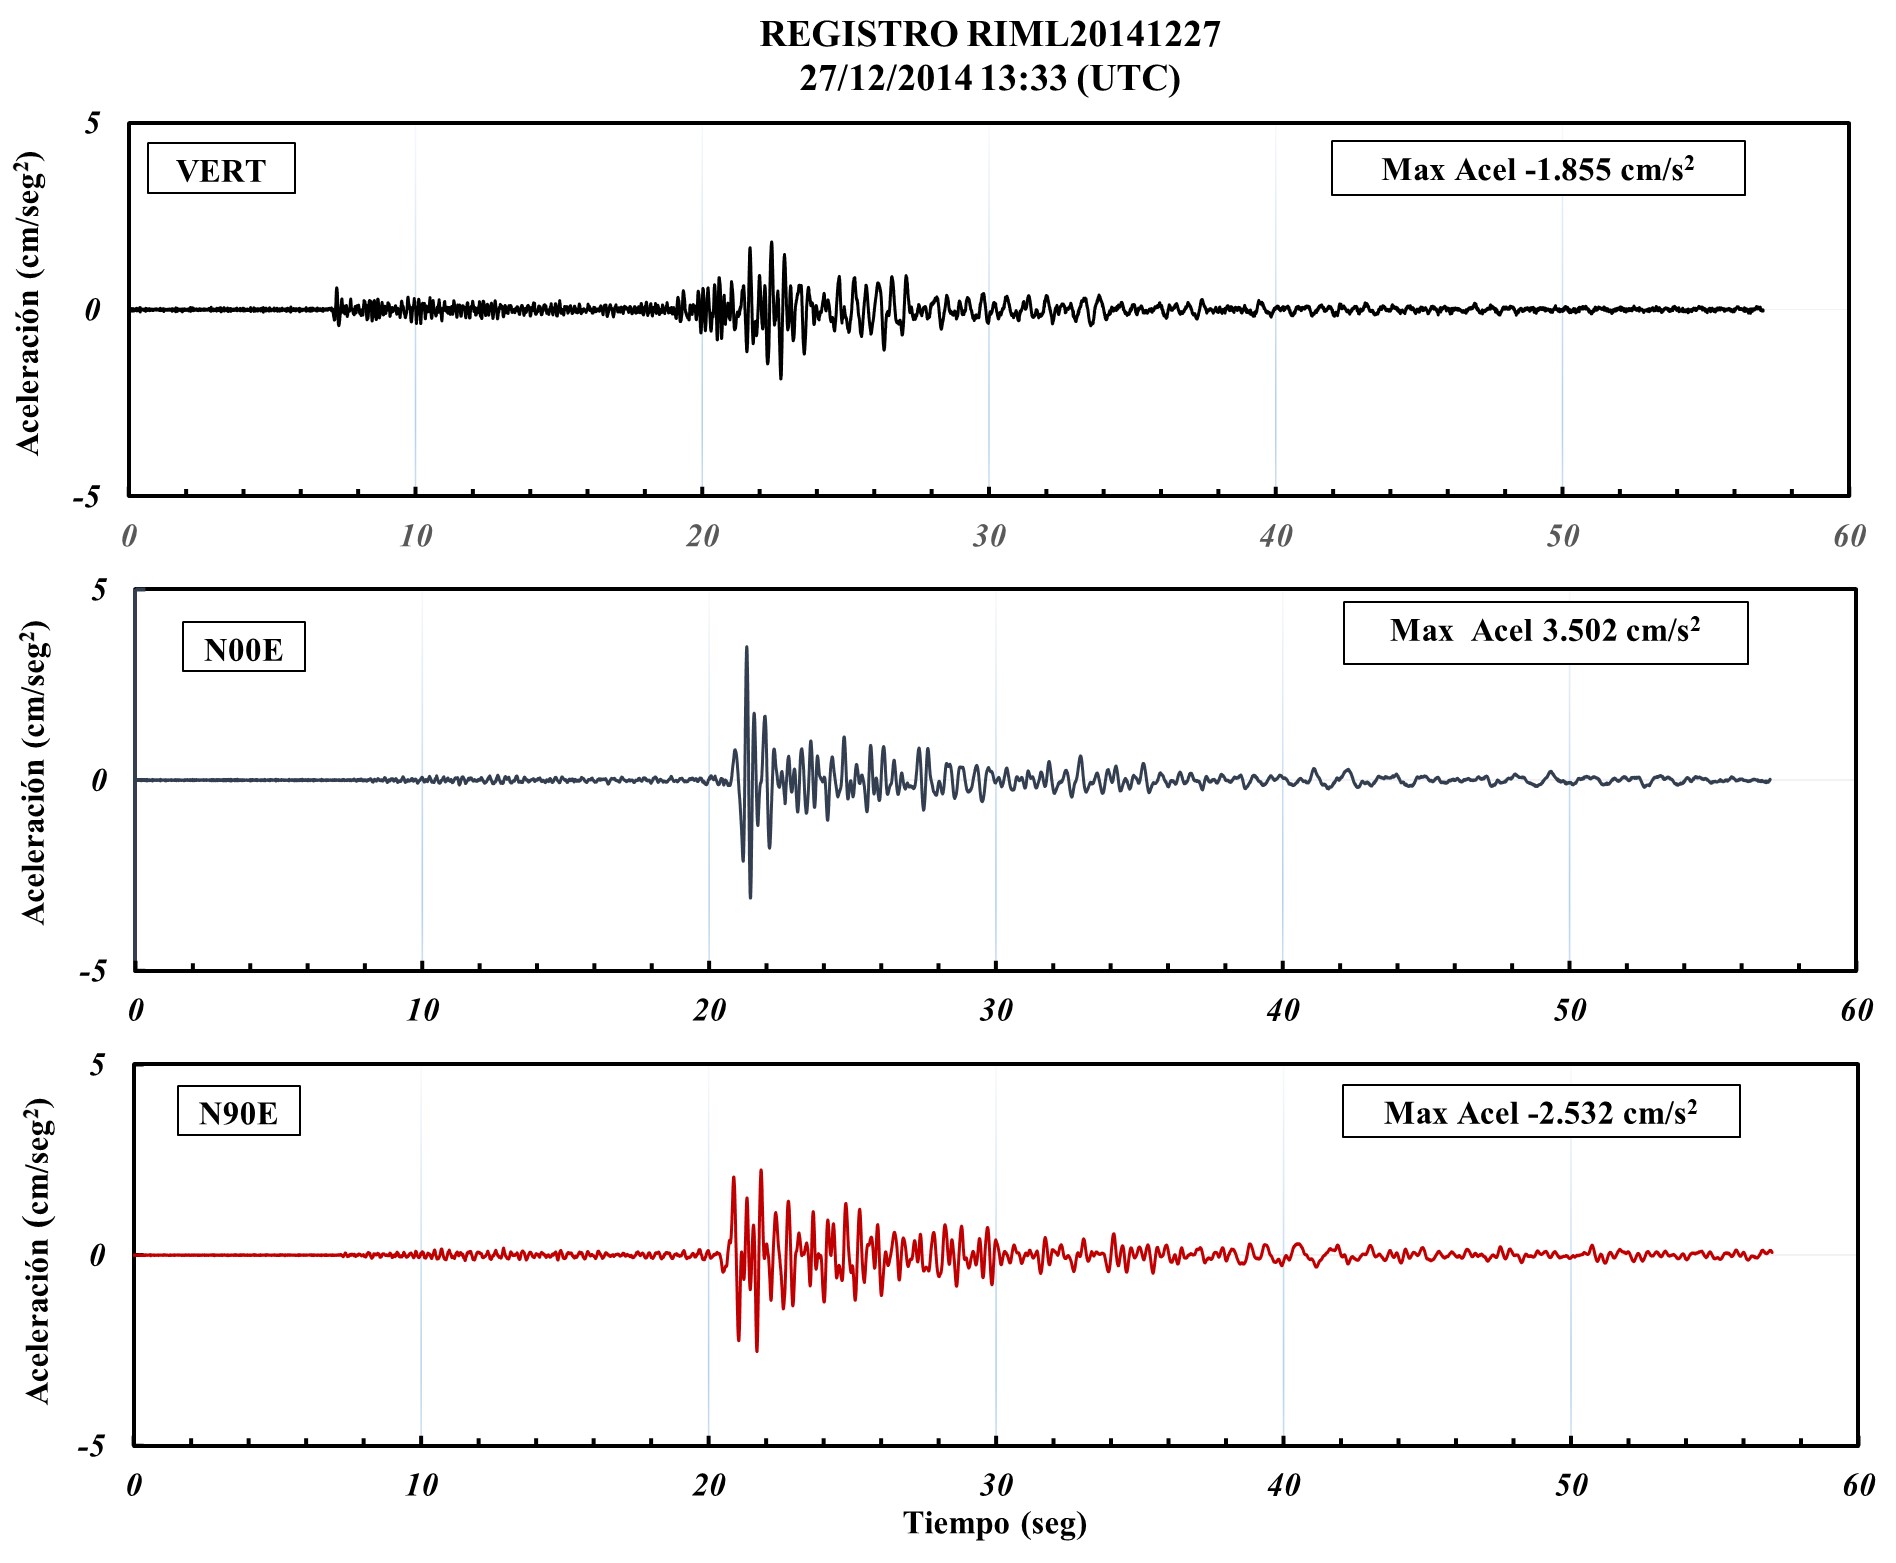 REGISTRO RIML20141227
27/12/2014 13:33 (UTC)
VERT
Max Acel -1.855 cm/s²
Aceleración (cm/seg²)
5
0
-5
0 10 20 30 40 50 60
N00E
Max Acel 3.502 cm/s²
Aceleración (cm/seg²)
5
0
-5
0 10 20 30 40 50 60
N90E
Max Acel -2.532 cm/s²
Aceleración (cm/seg²)
5
0
-5
0 10 20 30 40 50 60
Tiempo (seg)